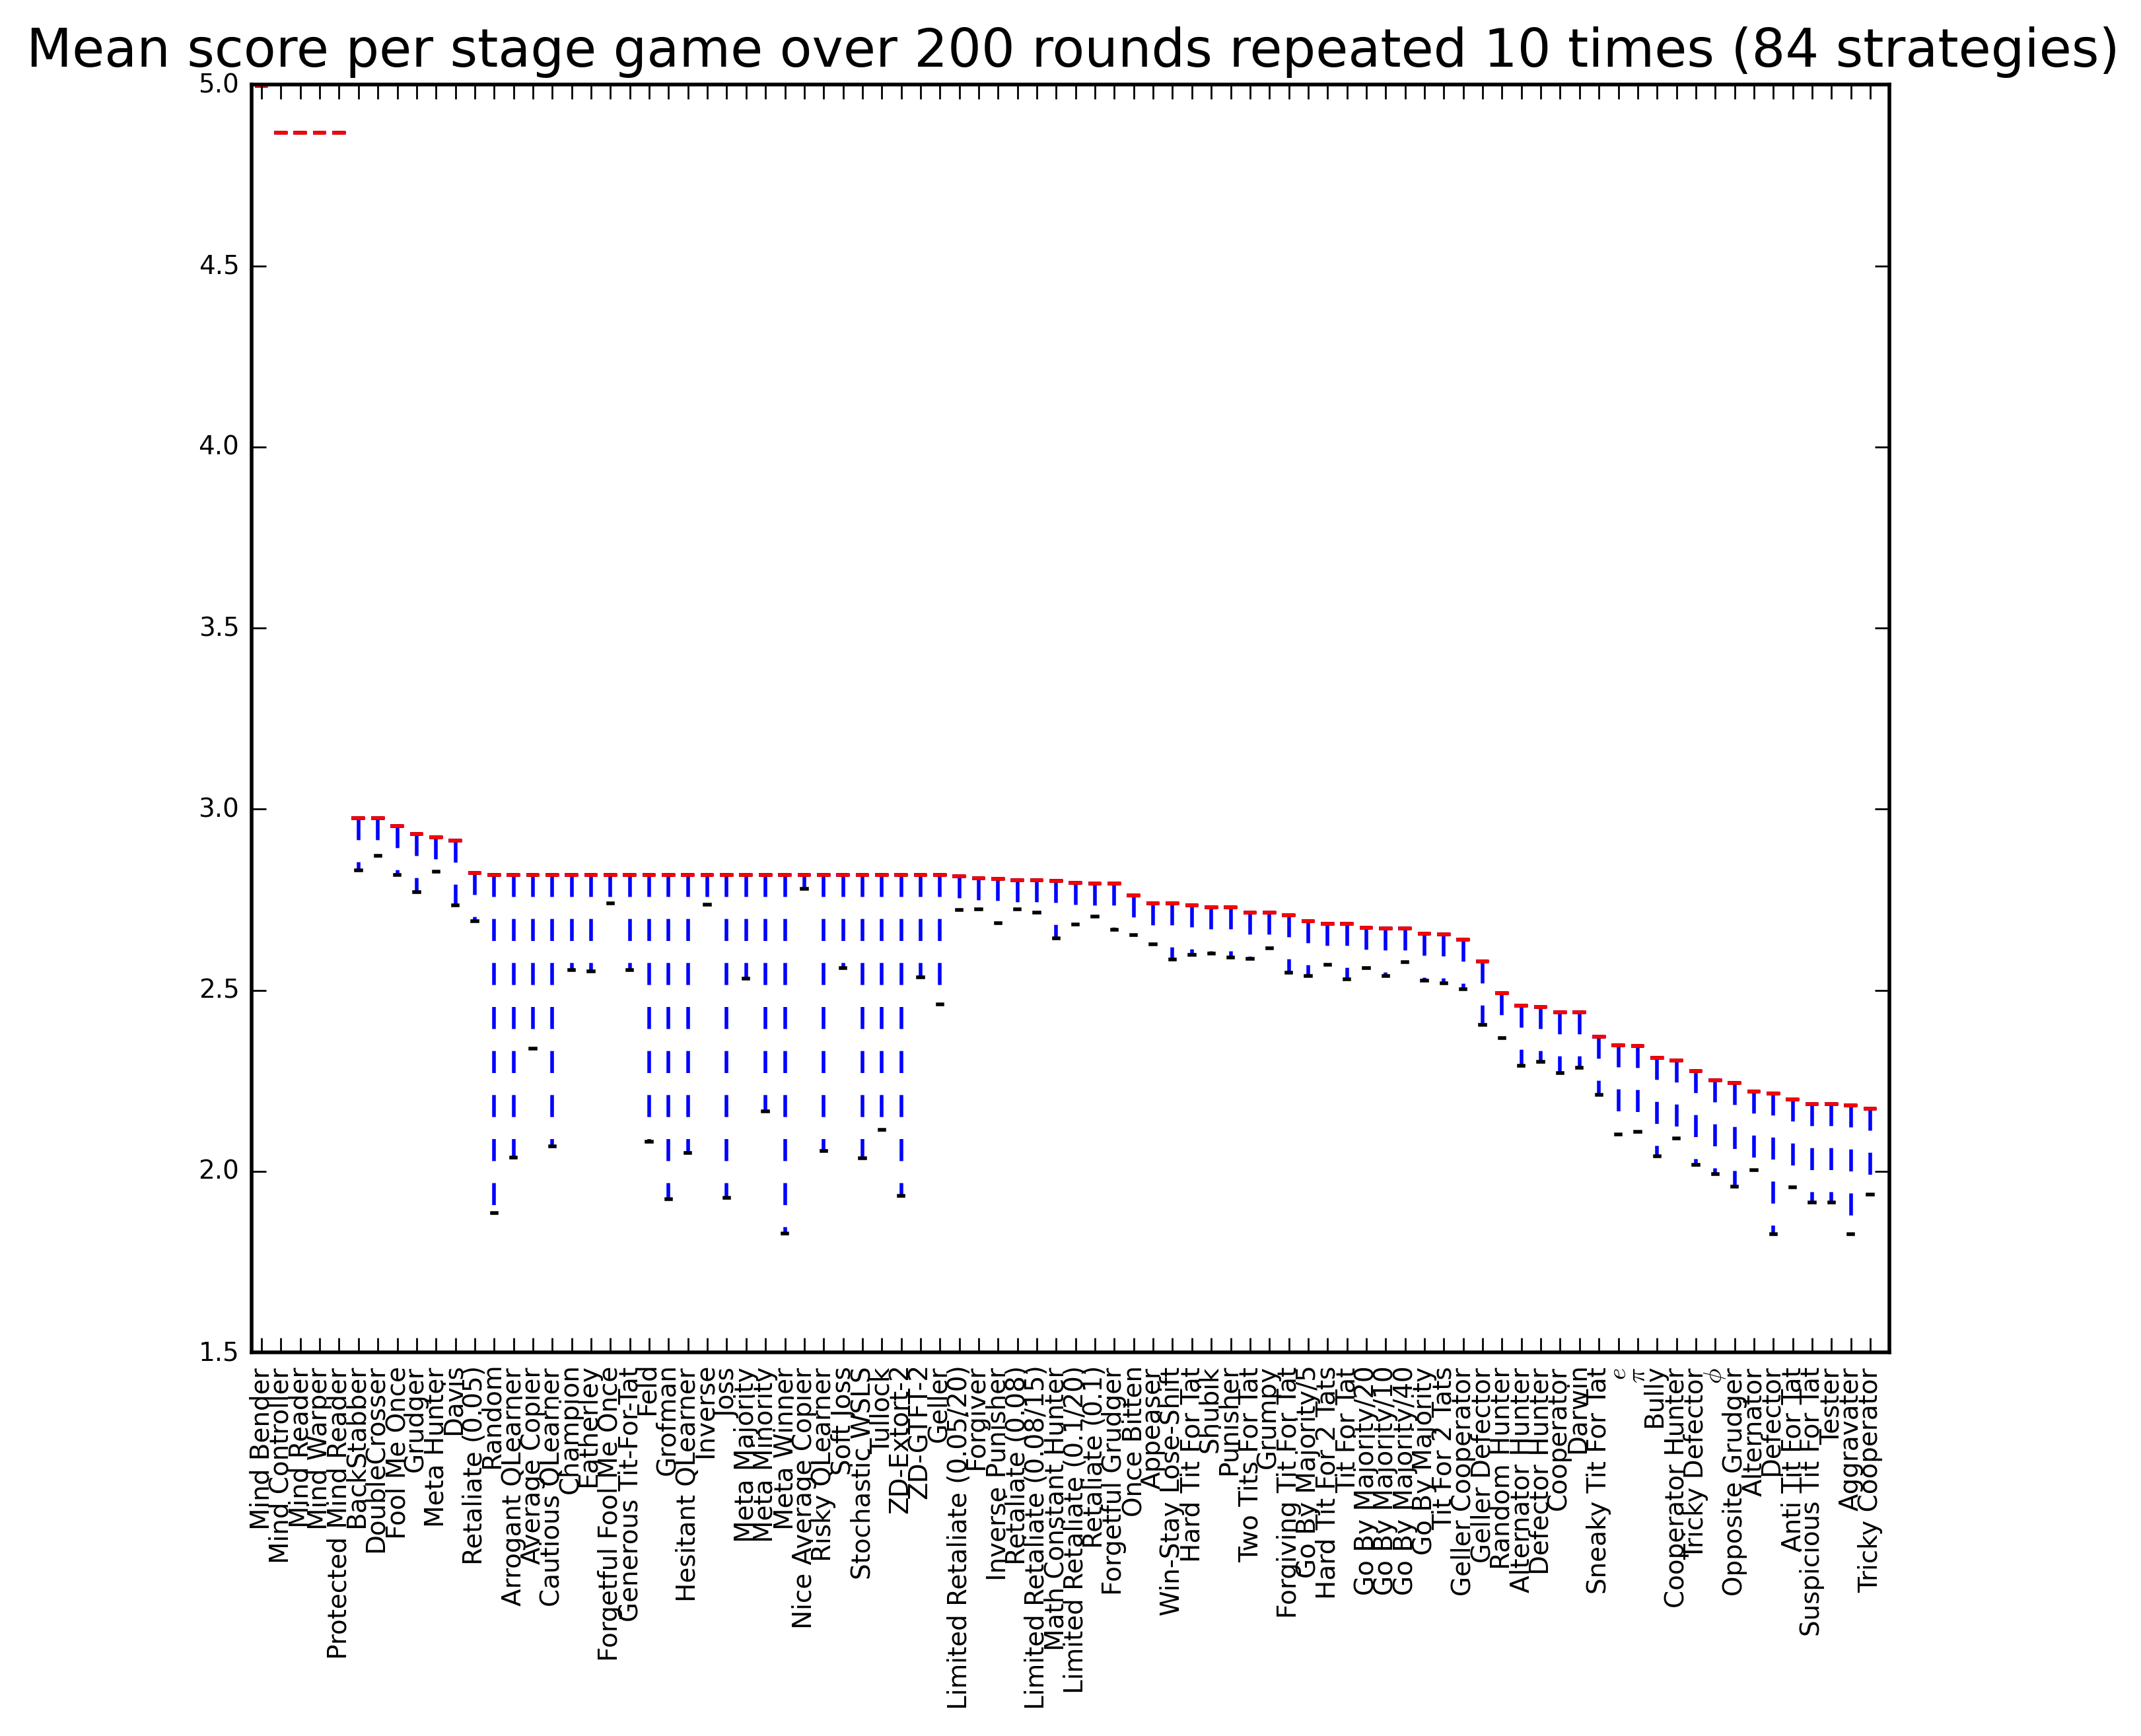 Mean score per stage game over 200 rounds repeated 10 times (84 strategies)
5.0
4.5
4.0
3.5
3.0
2.5
2.0
1.5
Mind Bender
Mind Controller
Mind Reader
Mind Warper
Protected Mind Reader
BackStabber
DoubleCrosser
Fool Me Once
Grudger
Meta Hunter
Davis
Retaliate (0.05)
Random
Arrogant QLearner
Average Copier
Cautious QLearner
Champion
Eatherley
Forgetful Fool Me Once
Generous Tit-For-Tat
Feld
Grofman
Hesitant QLearner
Inverse
Joss
Meta Majority
Meta Minority
Meta Winner
Nice Average Copier
Risky QLearner
Soft Joss
Stochastic WSLS
Tullock
ZD-Extort-2
ZD-GTFT-2
Geller
Limited Retaliate (0.05/20)
Forgiver
Inverse Punisher
Retaliate (0.08)
Limited Retaliate (0.08/15)
Math Constant Hunter
Limited Retaliate (0.1/20)
Retaliate (0.1)
Forgetful Grudger
Once Bitten
Appeaser
Win-Stay Lose-Shift
Hard Tit For Tat
Shubik
Punisher
Two Tits For Tat
Grumpy
Forgiving Tit For Tat
Go By Majority/5
Hard Tit For 2 Tats
Tit For Tat
Go By Majority/20
Go By Majority/10
Go By Majority/40
Go By Majority
Tit For 2 Tats
Geller Cooperator
Geller Defector
Random Hunter
Alternator Hunter
Defector Hunter
Cooperator
Darwin
Sneaky Tit For Tat
e
π
Bully
Cooperator Hunter
Tricky Defector
ϕ
Opposite Grudger
Alternator
Defector
Anti Tit For Tat
Suspicious Tit For Tat
Tester
Aggravater
Tricky Cooperator